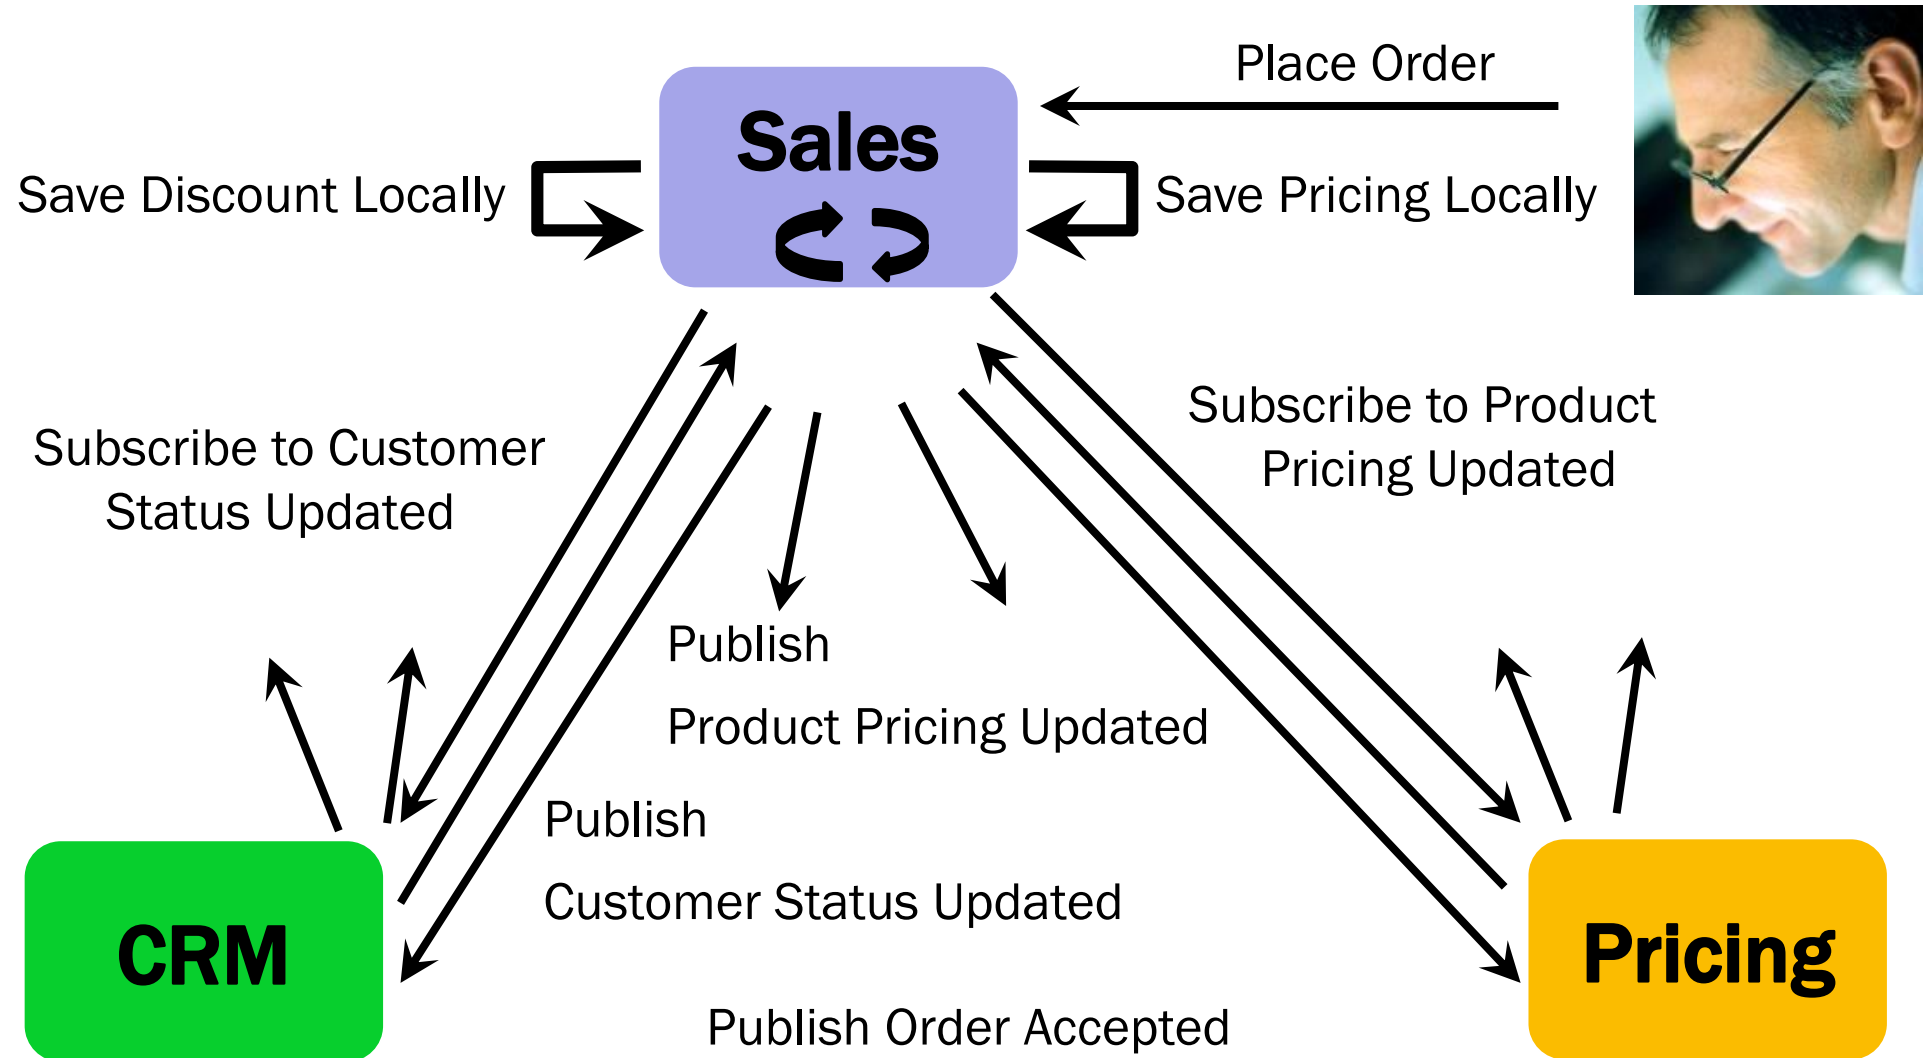 Place Order
Sales
Save Discount Locally
Save Pricing Locally
Subscribe to Customer
Status Updated
Subscribe to Product
Pricing Updated
Publish
Product Pricing Updated
Publish
Customer Status Updated
CRM
Pricing
Publish Order Accepted